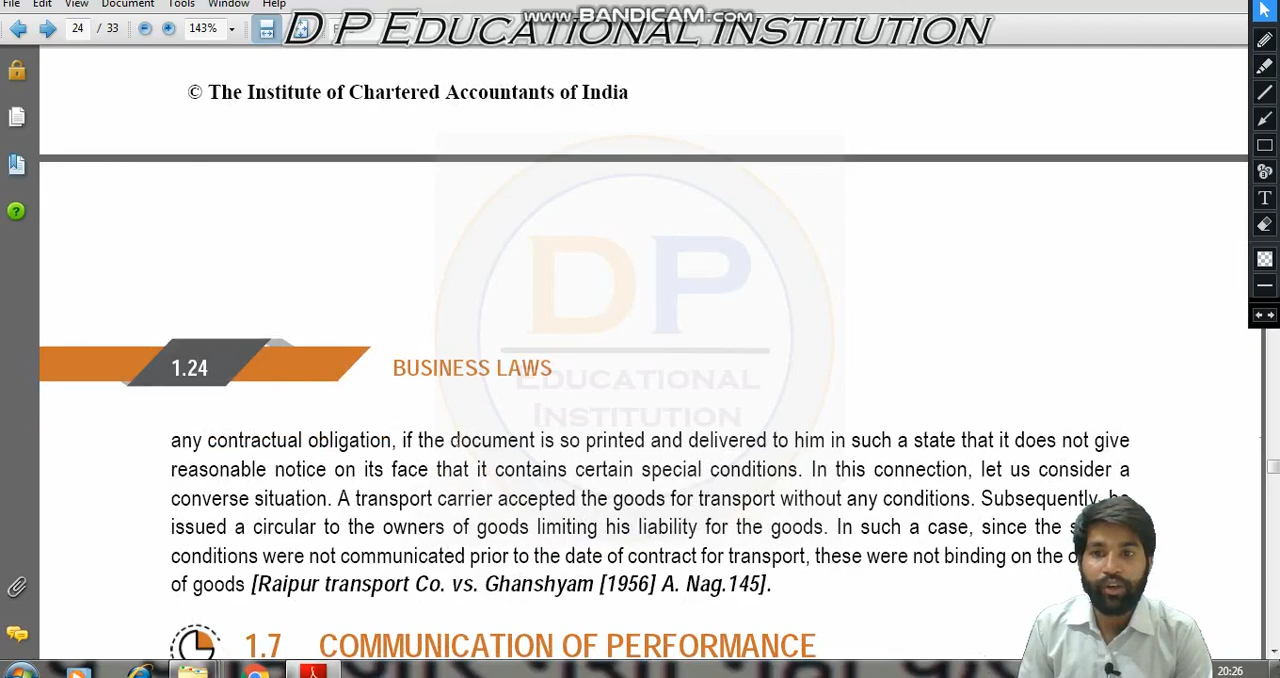 File Edit View Document Tools Window Help
www.BANDICAM.com
D P EDUCATIONAL INSTITUTION
24 / 33 143%
© The Institute of Chartered Accountants of India
DP
EDUCATIONAL
INSTITUTION
1.24 BUSINESS LAWS
any contractual obligation, if the document is so printed and delivered to him in such a state that it does not give
reasonable notice on its face that it contains certain special conditions. In this connection, let us consider a
converse situation. A transport carrier accepted the goods for transport without any conditions. Subsequently, he
issued a circular to the owners of goods limiting his liability for the goods. In such a case, since the
conditions were not communicated prior to the date of contract for transport, these were not binding on the
of goods [Raipur transport Co. vs. Ghanshyam [1956] A. Nag.145].
1.7 COMMUNICATION OF PERFORMANCE
20:26